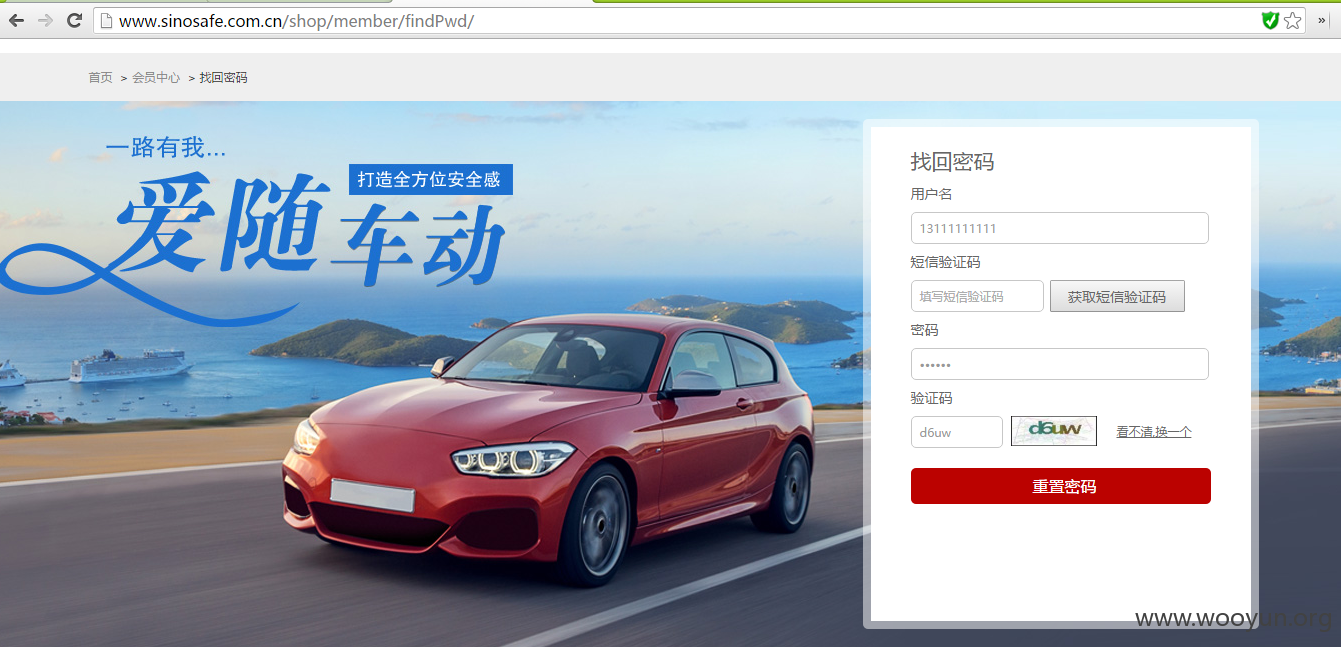 www.sinosafe.com.cn/shop/member/findPwd/
»
首页 > 会员中心 > 找回密码
一路有我...
打造全方位安全感
爱随车动
找回密码
用户名
13111111111
短信验证码
填写短信验证码 获取短信验证码
密码
••••••
验证码
d6uw d6uw 看不清,换一个
重置密码
www.wooyun.org